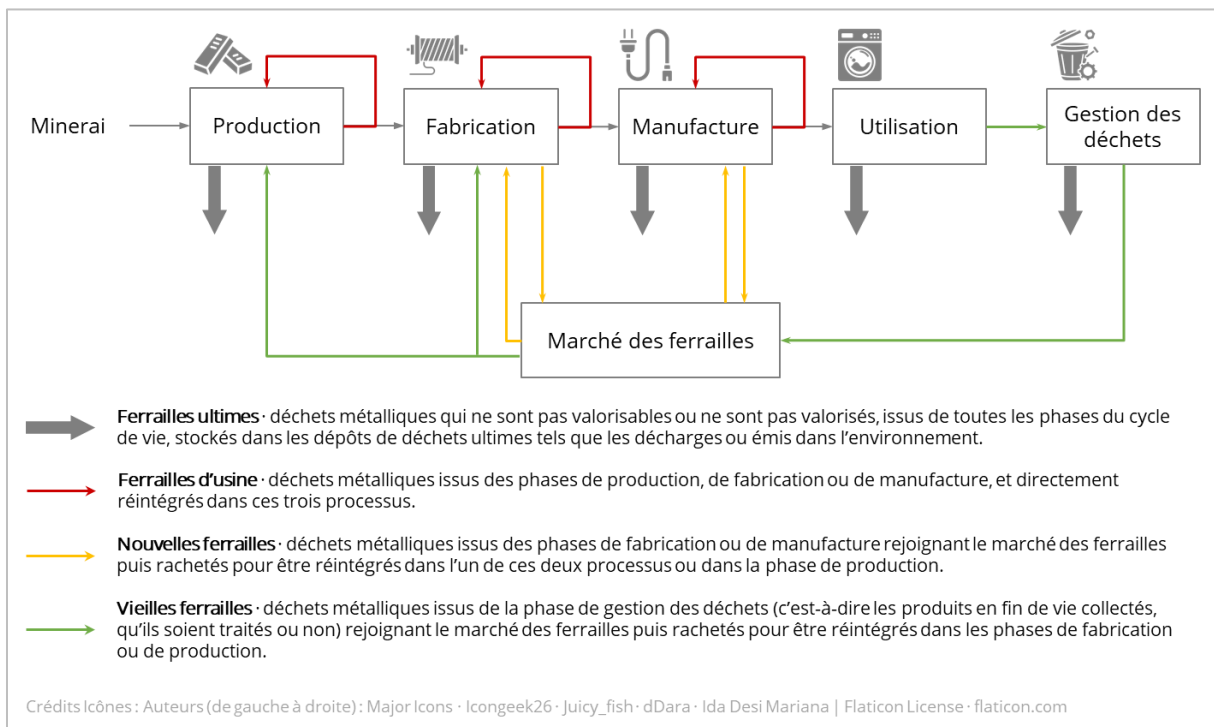 Minerai
Production
Fabrication
Manufacture
Utilisation
Gestion des
déchets
Marché des ferrailles
Ferrailles ultimes · déchets métalliques qui ne sont pas valorisables ou ne sont pas valorisés, issus de toutes les phases du cycle
de vie, stockés dans les dépôts de déchets ultimes tels que les décharges ou émis dans l’environnement.
Ferrailles d’usine · déchets métalliques issus des phases de production, de fabrication ou de manufacture, et directement
réintégrés dans ces trois processus.
Nouvelles ferrailles · déchets métalliques issus des phases de fabrication ou de manufacture rejoignant le marché des ferrailles
puis rachetés pour être réintégrés dans l’un de ces deux processus ou dans la phase de production.
Vieilles ferrailles · déchets métalliques issus de la phase de gestion des déchets (c’est-à-dire les produits en fin de vie collectés,
qu’ils soient traités ou non) rejoignant le marché des ferrailles puis rachetés pour être réintégrés dans les phases de fabrication
ou de production.
Crédits Icônes : Auteurs (de gauche à droite) : Major Icons · Icongeek26 · Juicy_fish · dDara · Ida Desi Mariana | Flaticon License · flaticon.com